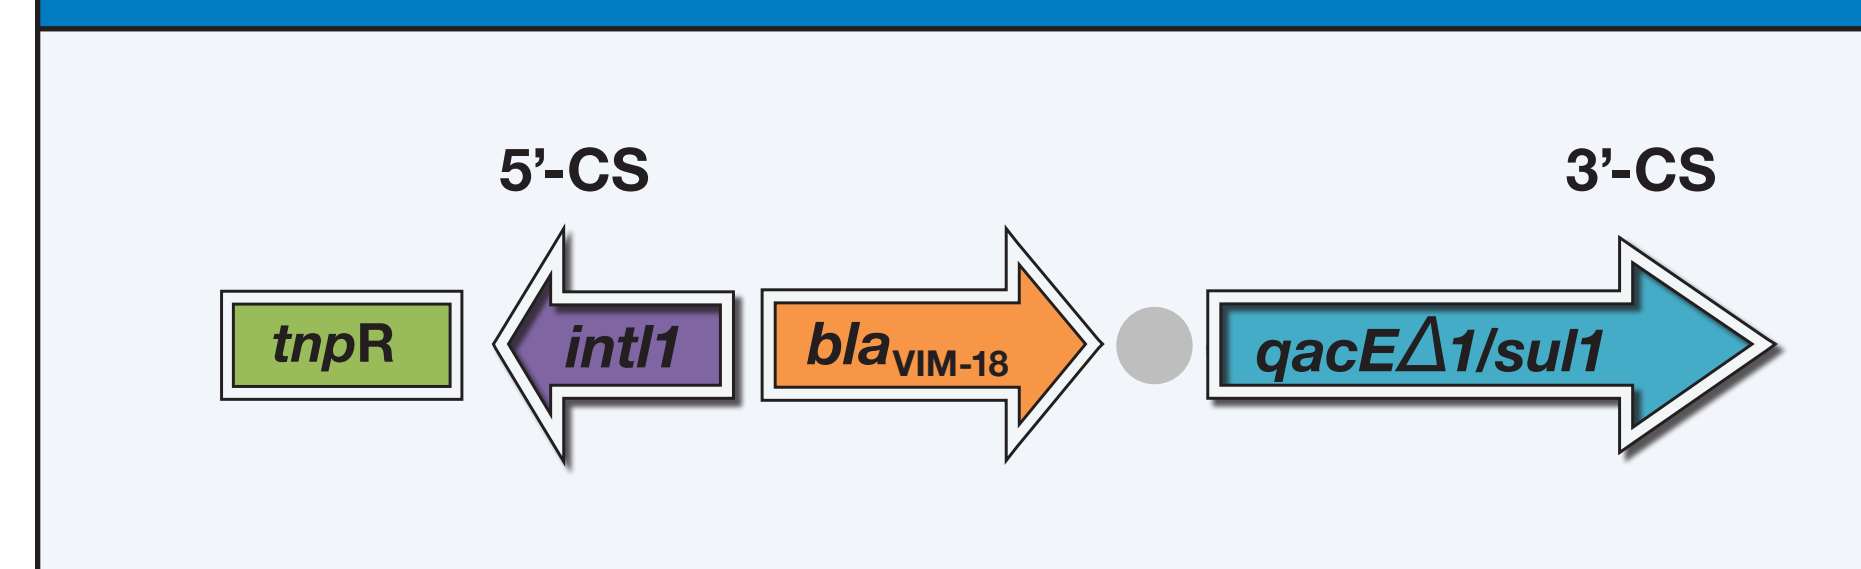 5’-CS 3’-CS
tnpR intI1 blaVIM-18 qacEΔ1/sul1